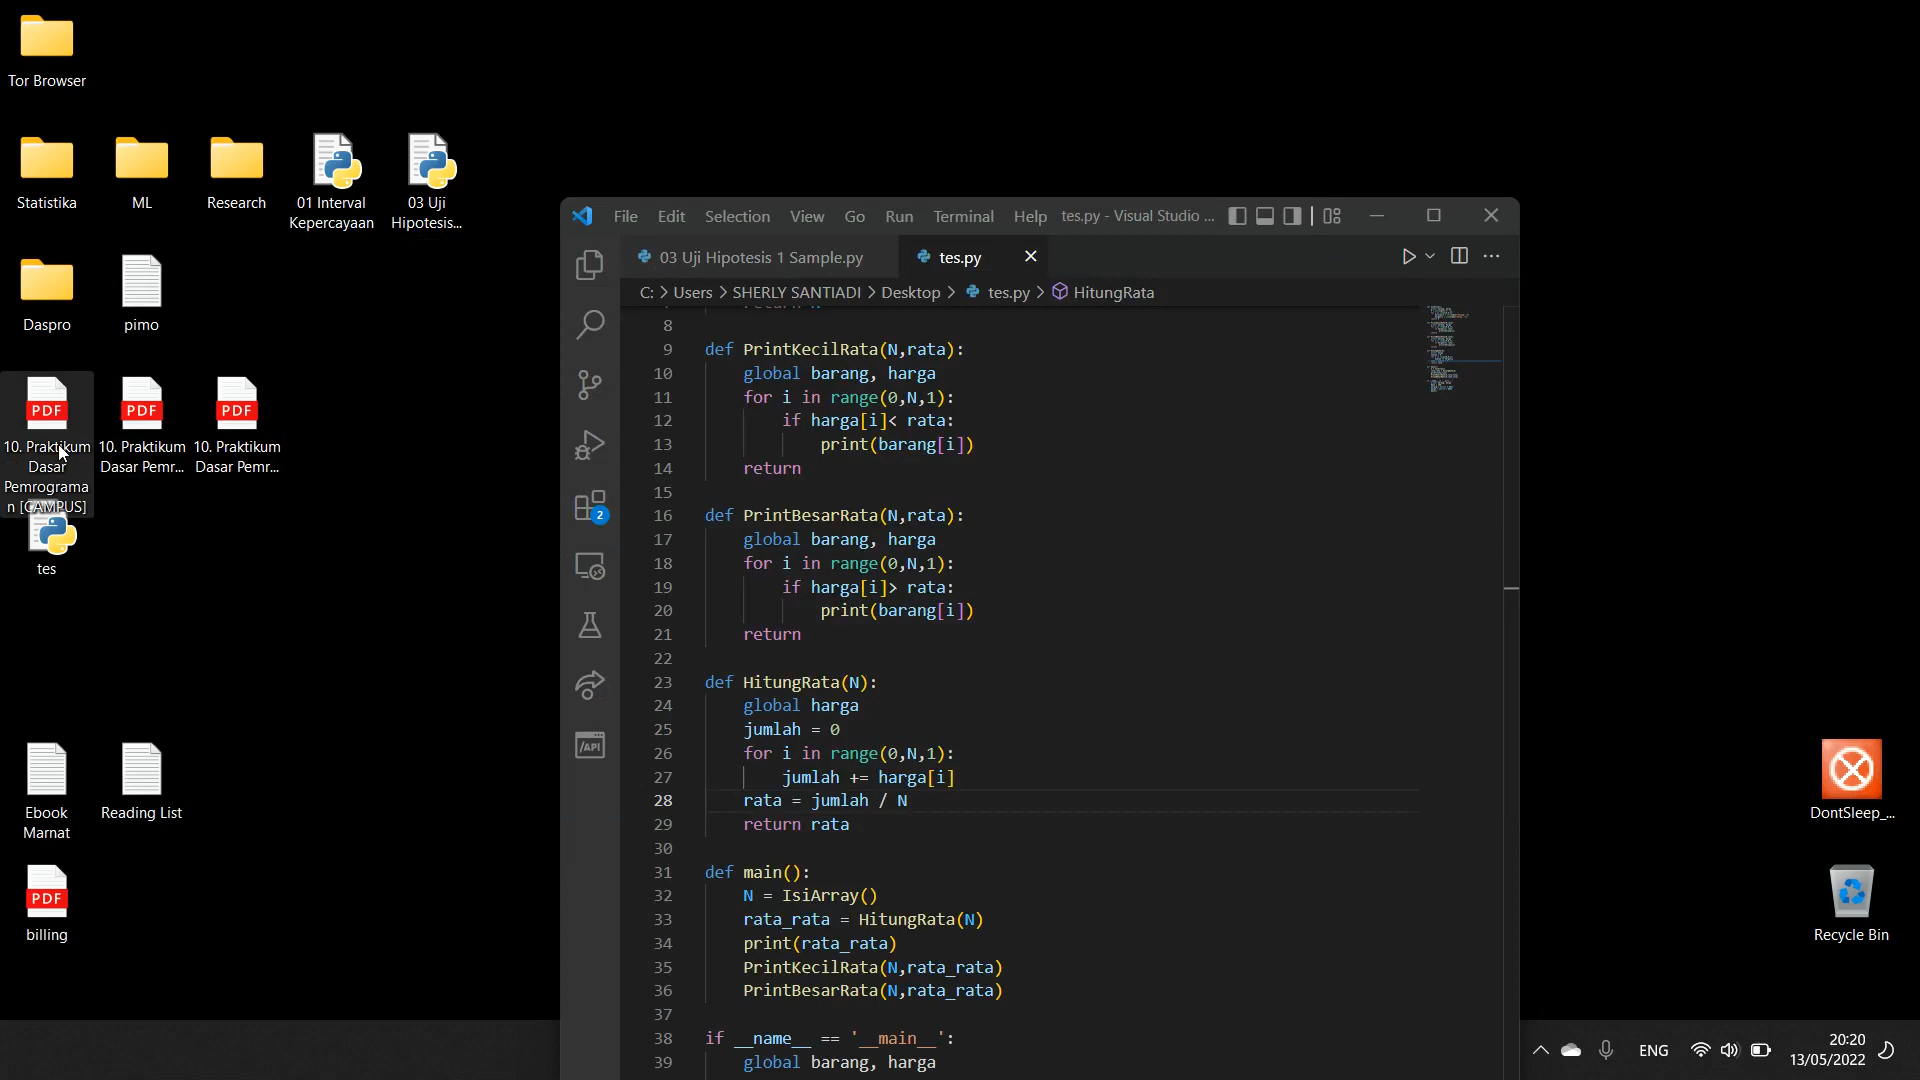 Tor Browser
Statistika
ML
Research
01 Interval
Kepercayaan
03 Uji
Hipotesis...
Daspro
pimo
PDF
PDF
PDF
10. Praktikum
Dasar
Pemrograma
n [CAMPUS]
10. Praktikum
Dasar Pemr...
10. Praktikum
Dasar Pemr...
tes
Ebook
Marnat
Reading List
PDF
billing
File Edit Selection View Go Run Terminal Help tes.py - Visual Studio ...
03 Uji Hipotesis 1 Sample.py
tes.py
C: > Users > SHERLY SANTIADI > Desktop > tes.py > HitungRata
2
/API
8
9 def PrintKecilRata(N,rata):
10 global barang, harga
11 for i in range(0,N,1):
12 if harga[i]< rata:
13 print(barang[i])
14 return
15
16 def PrintBesarRata(N,rata):
17 global barang, harga
18 for i in range(0,N,1):
19 if harga[i]> rata:
20 print(barang[i])
21 return
22
23 def HitungRata(N):
24 global harga
25 jumlah = 0
26 for i in range(0,N,1):
27 jumlah += harga[i]
28 rata = jumlah / N
29 return rata
30
31 def main():
32 N = IsiArray()
33 rata_rata = HitungRata(N)
34 print(rata_rata)
35 PrintKecilRata(N,rata_rata)
36 PrintBesarRata(N,rata_rata)
37
38 if __name__ == '__main__':
39 global barang, harga
DontSleep_...
Recycle Bin
ENG
20:20
13/05/2022